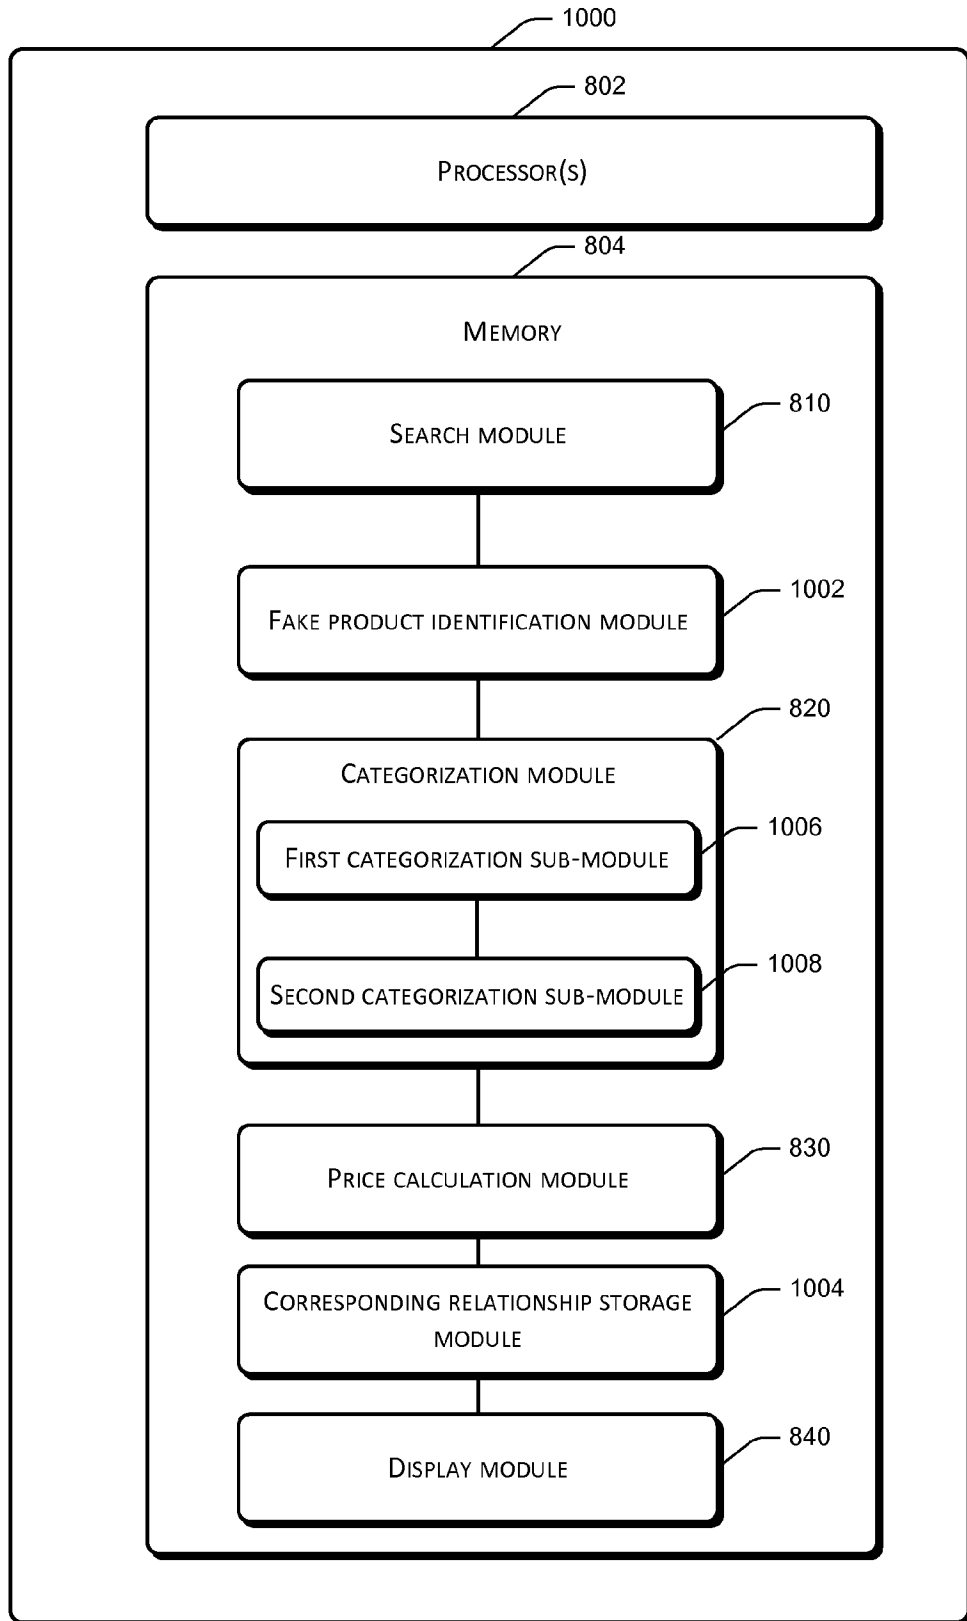 1000
802
Processor(s)
804
Memory
Search module
810
Fake product identification module
1002
820
Categorization module
First categorization sub-module
1006
Second categorization sub-module
1008
Price calculation module
830
Corresponding relationship storage
module
1004
Display module
840